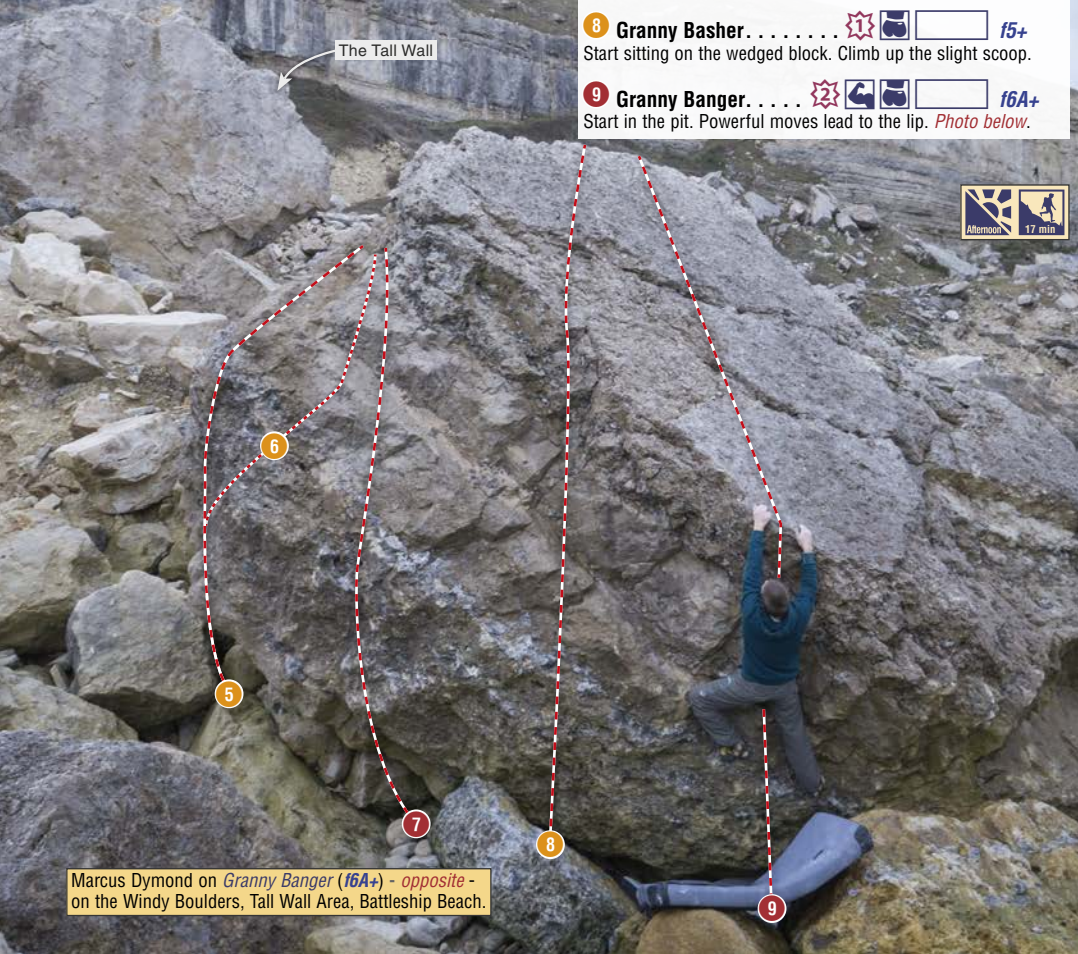 8 Granny Basher. . . . . . . . 1 f5+
Start sitting on the wedged block. Climb up the slight scoop.
9 Granny Banger. . . . . 2 f6A+
Start in the pit. Powerful moves lead to the lip. Photo below.
The Tall Wall
Afternoon
17 min
6
5
7
8
9
Marcus Dymond on Granny Banger (f6A+) - opposite -
on the Windy Boulders, Tall Wall Area, Battleship Beach.